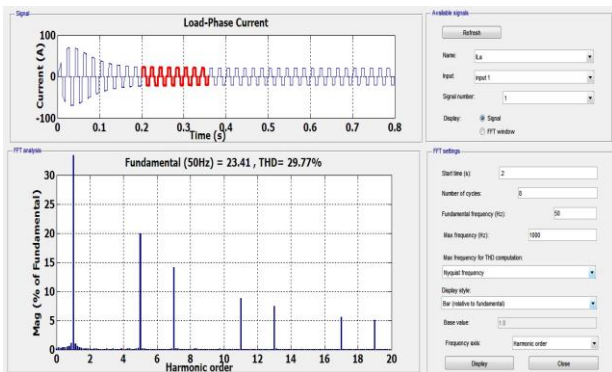 Signal
Load-Phase Current
Current (A)
100
0
-100
0 0.1 0.2 0.3 0.4 0.5 0.6 0.7 0.8
Time (s)
FFT analysis
Fundamental (50Hz) = 23.41 , THD= 29.77%
Mag (% of Fundamental)
30
25
20
15
10
5
0
0 2 4 6 8 10 12 14 16 18 20
Harmonic order
Available signals
Refresh
Name:
Input:
input 1
Signal number:
1
Display:
Signal
FFT window
FFT settings
Start time (s):
2
Number of cycles:
Fundamental frequency (Hz):
50
Max frequency (Hz):
1000
Max frequency for THD computation:
Nyquist frequency
Display style:
Bar (relative to fundamental)
Base value:
1.0
Frequency axis:
Harmonic order
Display
Close